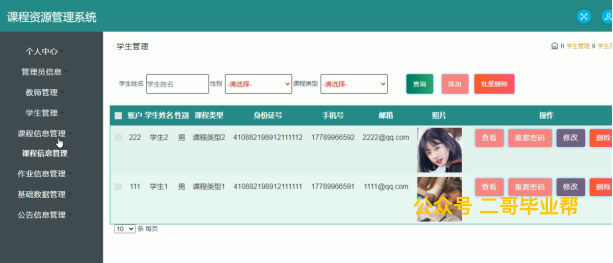 课程资源管理系统
个人中心
管理员信息
教师管理
学生管理
课程信息管理
课程信息管理
作业信息管理
基础数据管理
公告信息管理
学生管理
学生管理
学生姓名 学生姓名 性别 -请选择- 课程类型 -请选择- 查询 添加 批量删除
账户 学生姓名 性别 课程类型 身份证号 手机号 邮箱 照片 操作
222 学生2 男 课程类型2 410882198912111112 17789966592 2222@qq.com 查看 重置密码 修改 删除
111 学生1 男 课程类型1 410882198912111111 17789966591 1111@qq.com 查看 重置密码 修改 删除
公众号 二哥毕业帮
10 条 每页